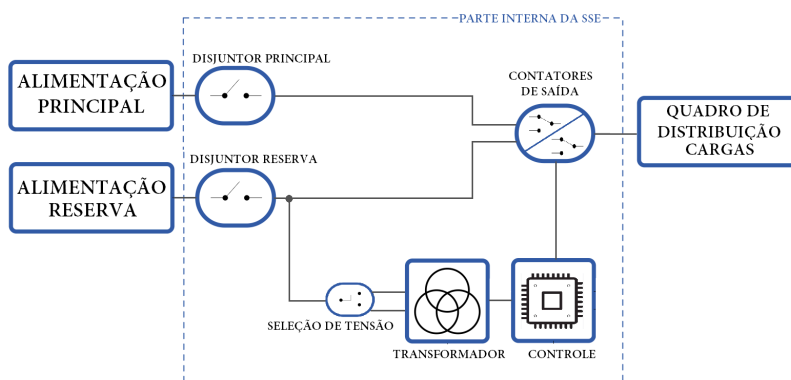 PARTE INTERNA DA SSE
DISJUNTOR PRINCIPAL
ALIMENTAÇÃO
PRINCIPAL
CONTATORES
DE SAÍDA
QUADRO DE
DISTRIBUIÇÃO
CARGAS
DISJUNTOR RESERVA
ALIMENTAÇÃO
RESERVA
SELEÇÃO DE TENSÃO
TRANSFORMADOR
CONTROLE